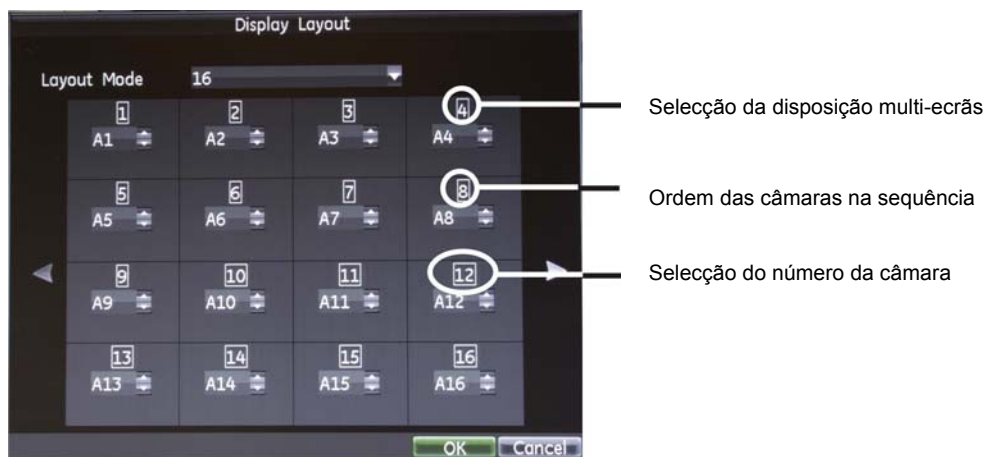 Display Layout
Layout Mode 16
1 2 3 4
A1 A2 A3 A4
5 6 7 8
A5 A6 A7 A8
9 10 11 12
A9 A10 A11 A12
13 14 15 16
A13 A14 A15 A16
OK Cancel
Selecção da disposição multi-ecrãs
Ordem das câmaras na sequência
Selecção do número da câmara